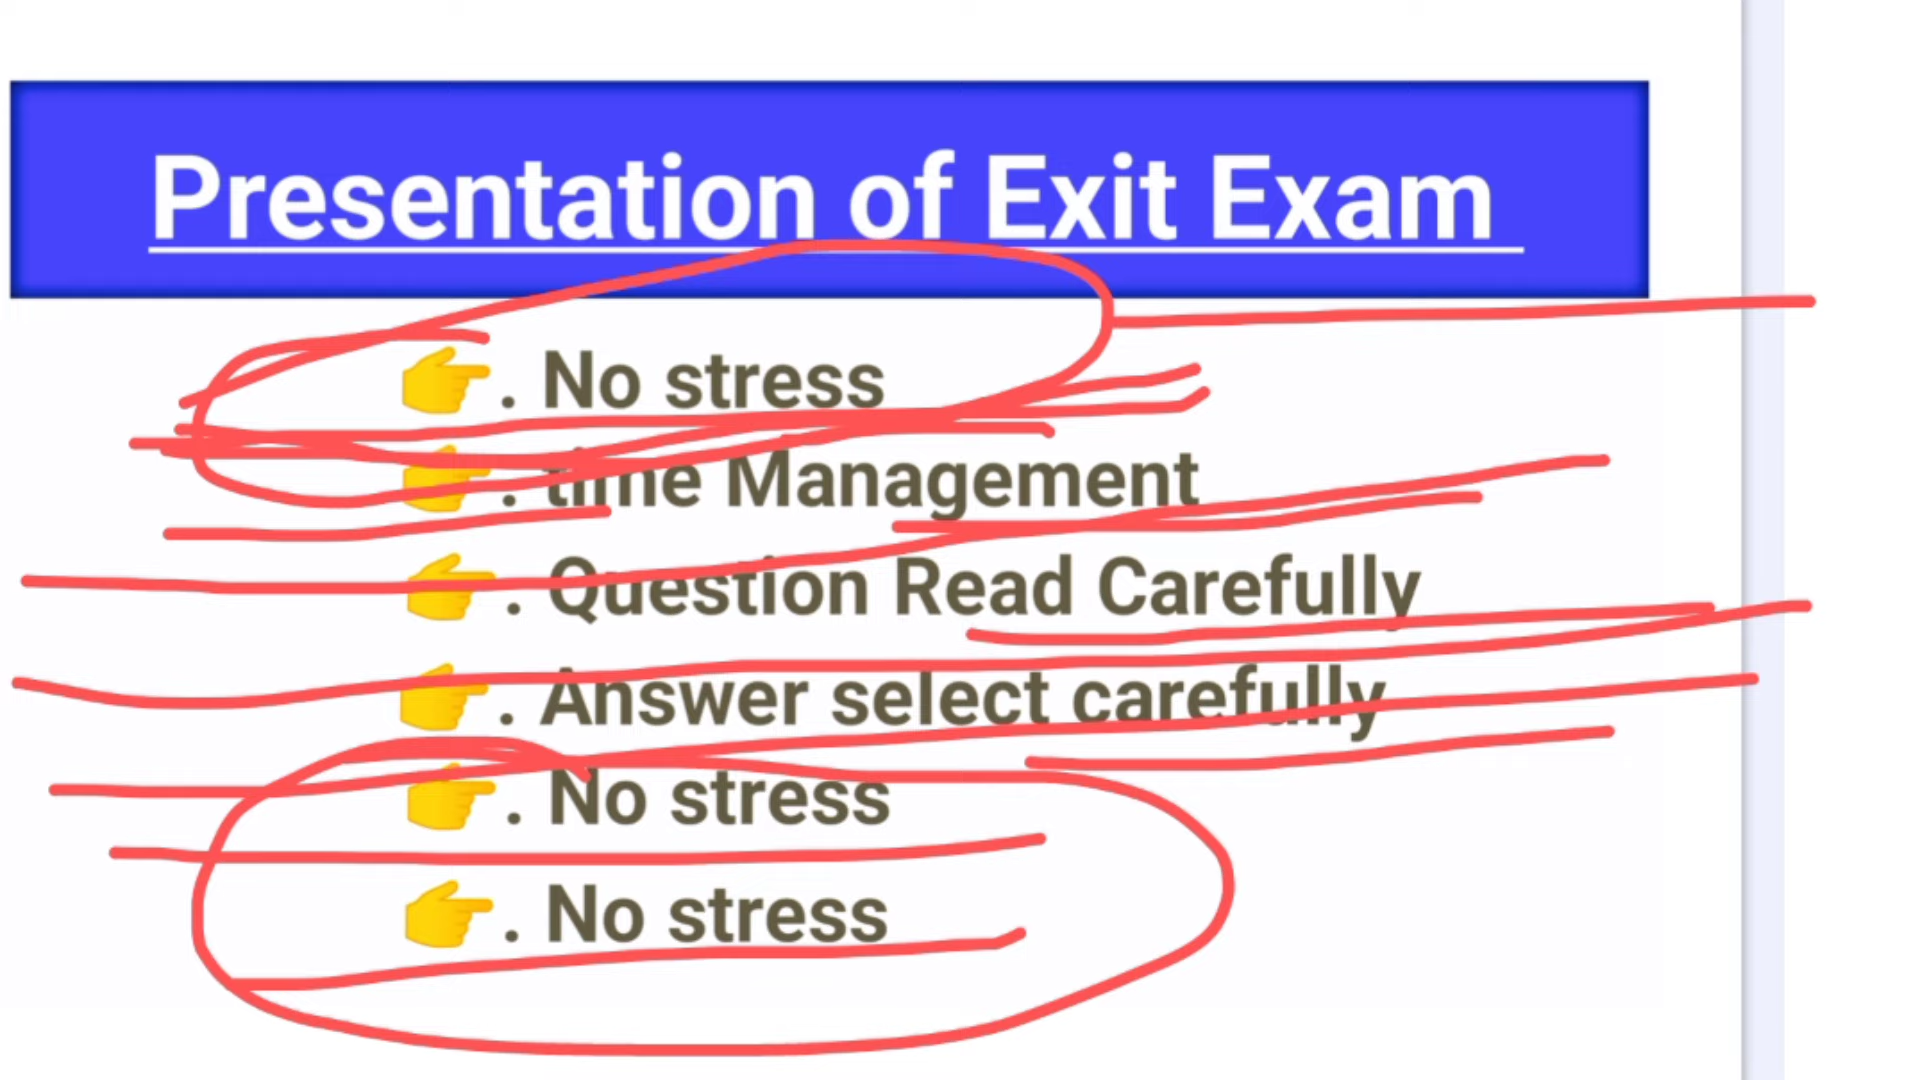 Presentation of Exit Exam
👉. No stress
👉. time Management
👉. Question Read Carefully
👉. Answer select carefully
👉. No stress
👉. No stress